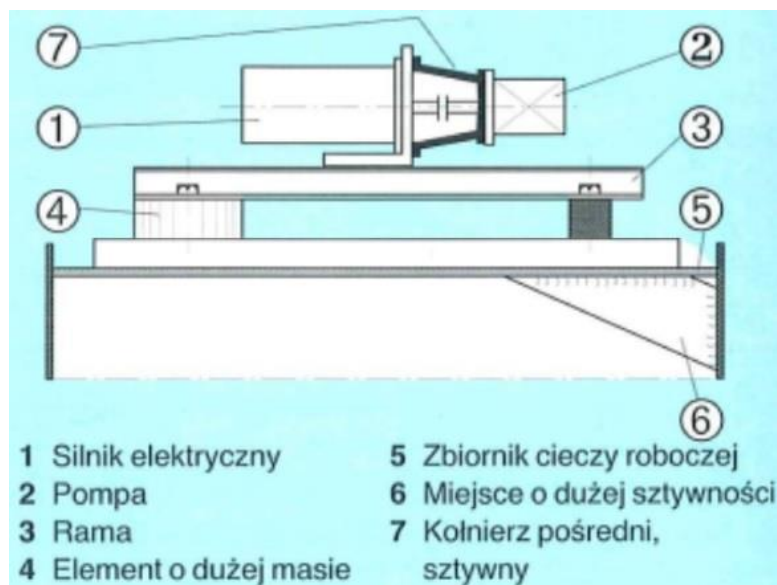 7
2
1
3
4
5
6
1 Silnik elektryczny
2 Pompa
3 Rama
4 Element o dużej masie
5 Zbiornik cieczy roboczej
6 Miejsce o dużej sztywności
7 Kołnierz pośredni,
sztywny